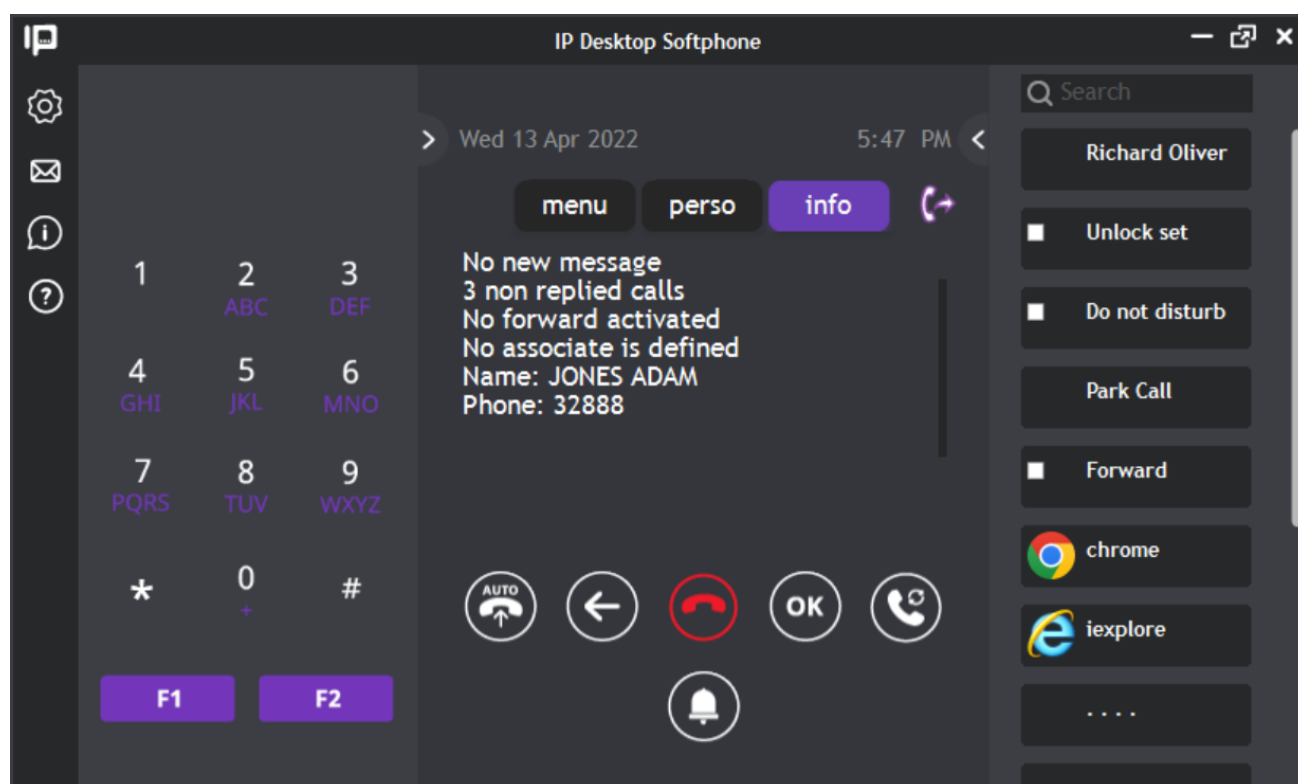 IP
IP Desktop Softphone
1 2 3
ABC DEF
4 5 6
GHI JKL MNO
7 8 9
PQRS TUV WXYZ
* 0 #
+
F1 F2
Wed 13 Apr 2022 5:47 PM
menu perso info
No new message
3 non replied calls
No forward activated
No associate is defined
Name: JONES ADAM
Phone: 32888
AUTO
OK
Search
Richard Oliver
Unlock set
Do not disturb
Park Call
Forward
chrome
iexplore
. . . .